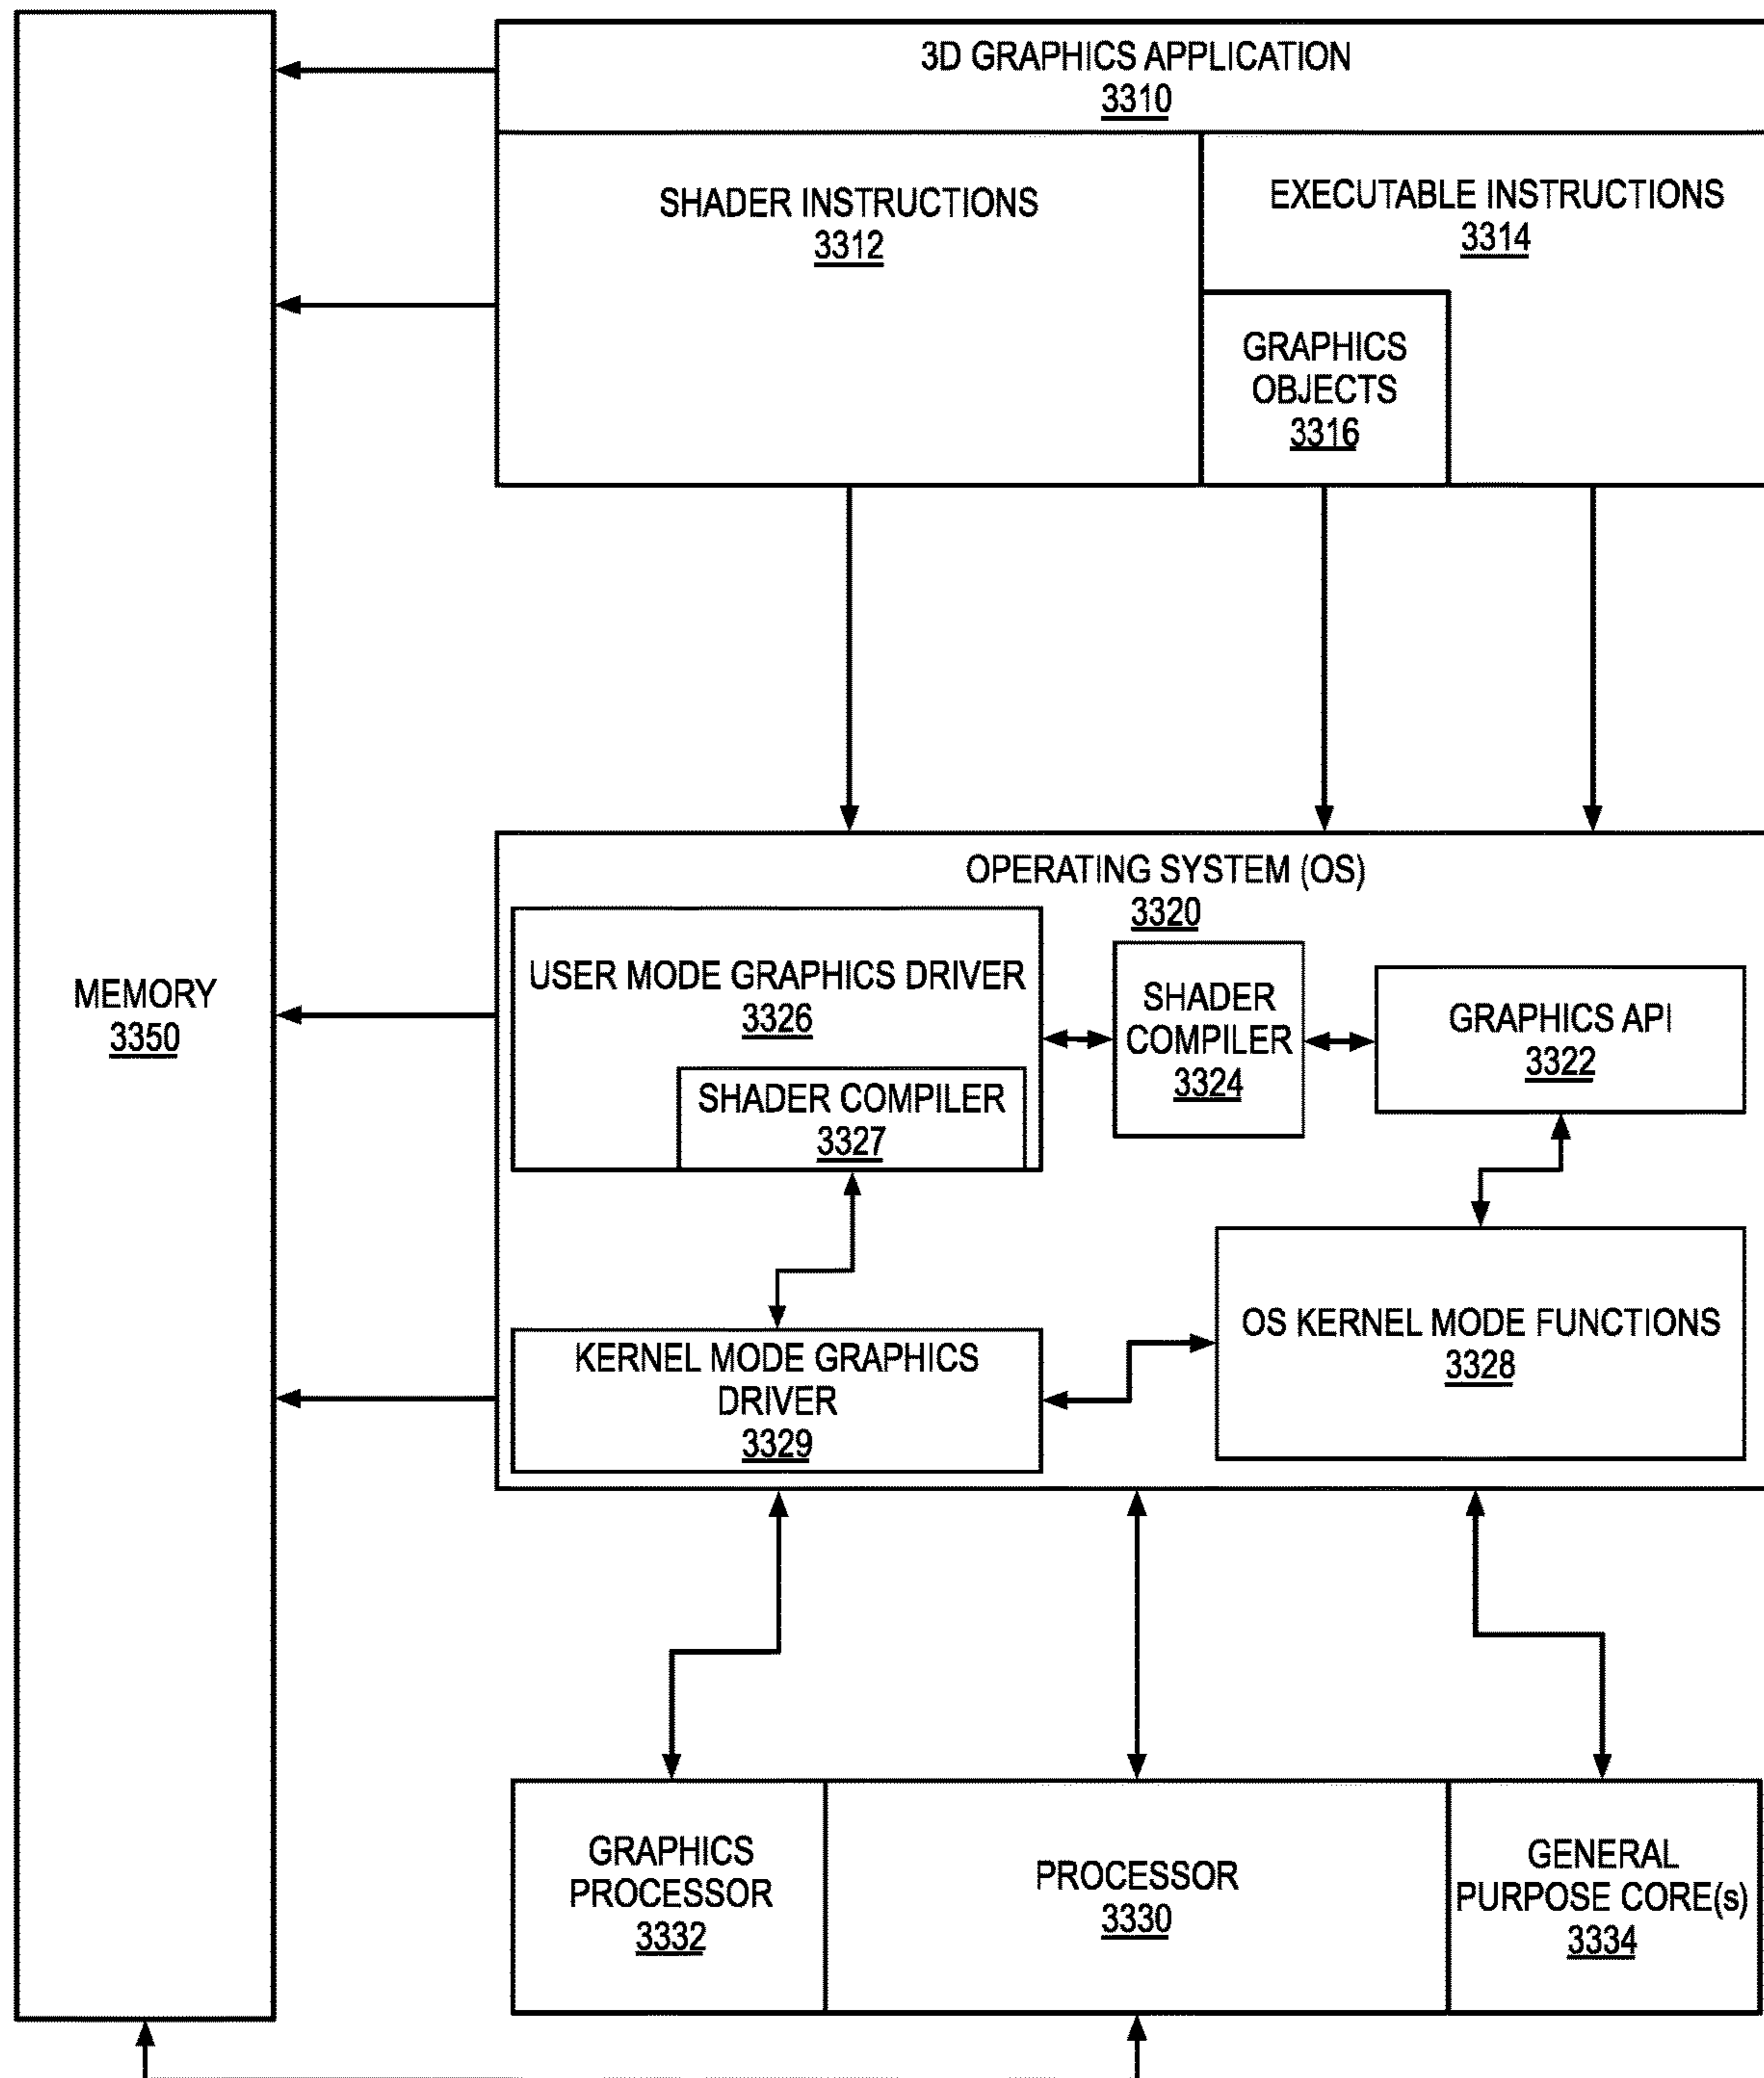 3D GRAPHICS APPLICATION
3310
SHADER INSTRUCTIONS
3312
EXECUTABLE INSTRUCTIONS
3314
GRAPHICS
OBJECTS
3316
MEMORY
3350
OPERATING SYSTEM (OS)
3320
USER MODE GRAPHICS DRIVER
3326
SHADER COMPILER
3327
SHADER
COMPILER
3324
GRAPHICS API
3322
KERNEL MODE GRAPHICS
DRIVER
3329
OS KERNEL MODE FUNCTIONS
3328
GRAPHICS
PROCESSOR
3332
PROCESSOR
3330
GENERAL
PURPOSE CORE(s)
3334